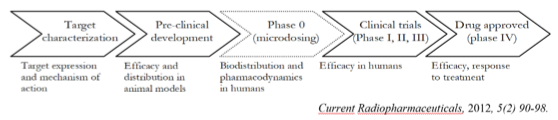 Target
characterization
Pre-clinical
development
Phase 0
(microdosing)
Clinical trials
(Phase I, II, III)
Drug approved
(phase IV)
Target expression
and mechanism of
action
Efficacy and
distribution in
animal models
Biodistribution and
pharmacodynamics
in humans
Efficacy in humans
Efficacy, response
to treatment
Current Radiopharmaceuticals, 2012, 5(2) 90-98.